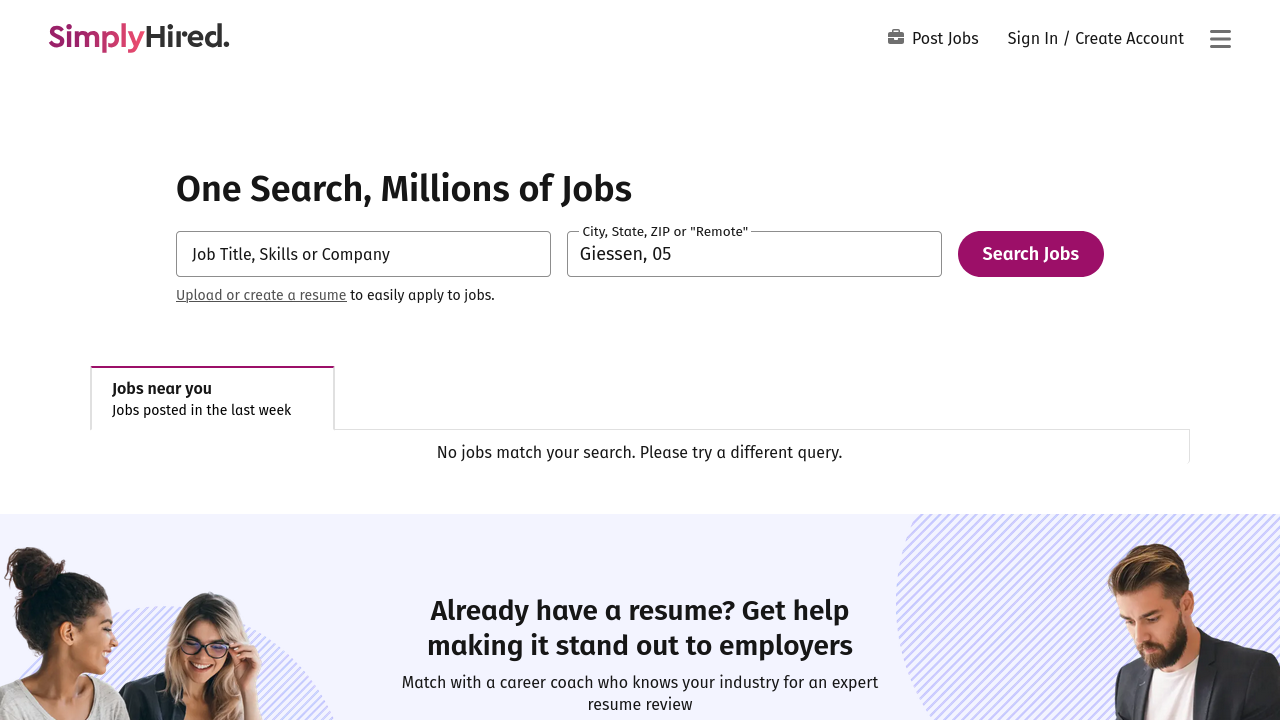 SimplyHired.
Post Jobs
Sign In / Create Account
One Search, Millions of Jobs
Job Title, Skills or Company
City, State, ZIP or "Remote"
Giessen, 05
Search Jobs
Upload or create a resume to easily apply to jobs.
Jobs near you
Jobs posted in the last week
No jobs match your search. Please try a different query.
Already have a resume? Get help
making it stand out to employers
Match with a career coach who knows your industry for an expert
resume review